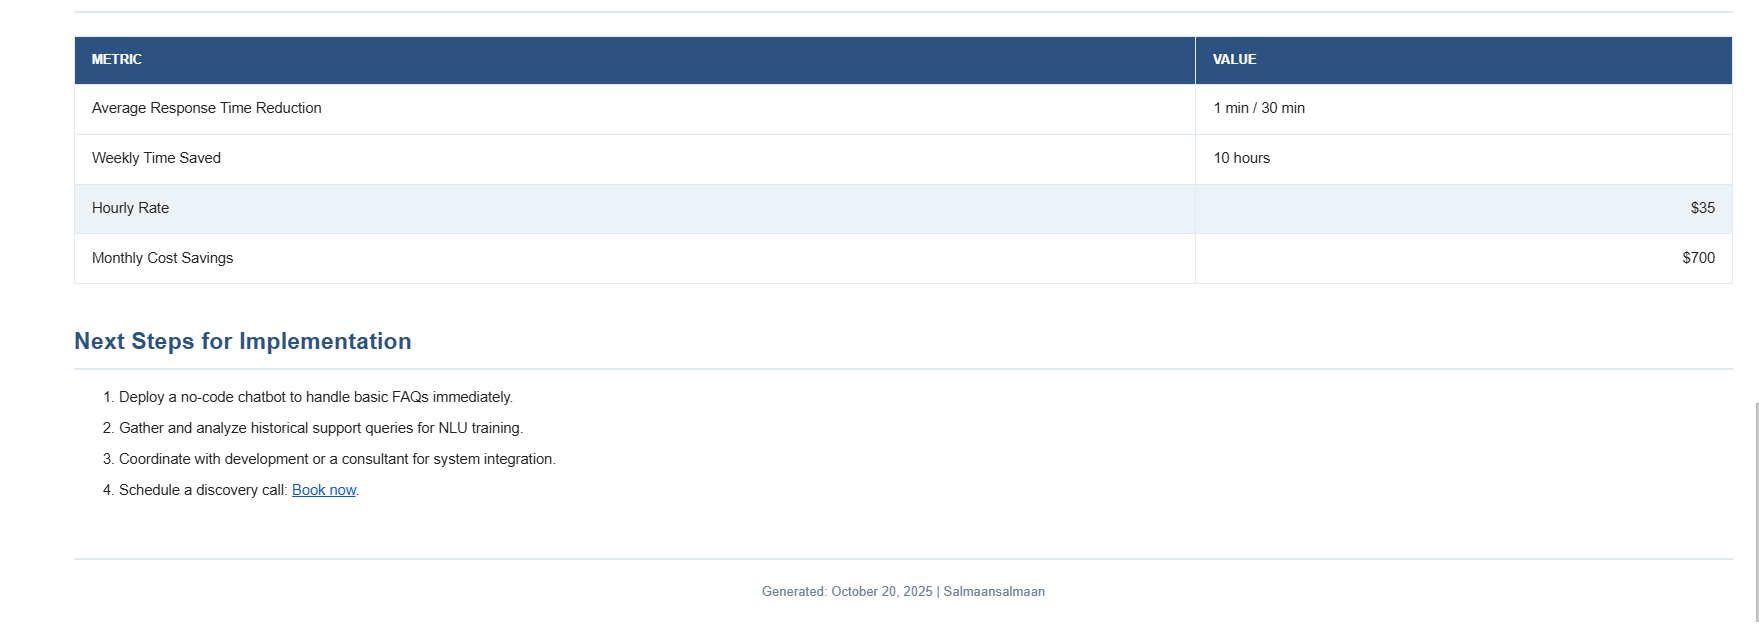 METRIC VALUE
Average Response Time Reduction 1 min / 30 min
Weekly Time Saved 10 hours
Hourly Rate $35
Monthly Cost Savings $700
Next Steps for Implementation
1. Deploy a no-code chatbot to handle basic FAQs immediately.
2. Gather and analyze historical support queries for NLU training.
3. Coordinate with development or a consultant for system integration.
4. Schedule a discovery call: Book now.
Generated: October 20, 2025 | Salmaansalmaan